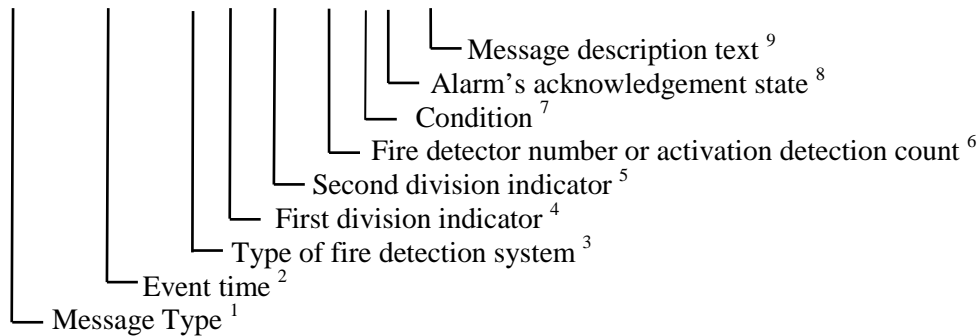 Message description text 9
Alarm’s acknowledgement state 8
Condition 7
Fire detector number or activation detection count 6
Second division indicator 5
First division indicator 4
Type of fire detection system 3
Event time 2
Message Type 1